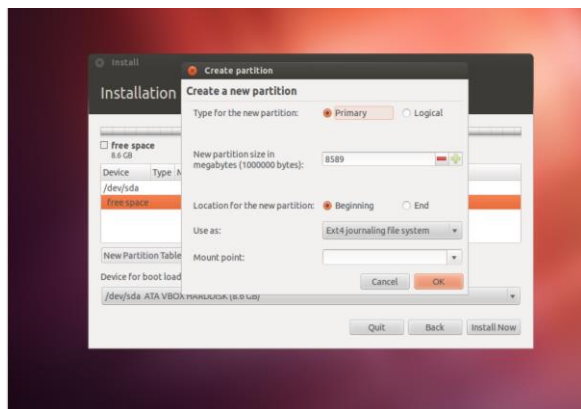 Install
Create partition
Installation
Create a new partition
Type for the new partition: Primary Logical
free space
8.6 GB
New partition size in
megabytes (1000000 bytes): 8589
Device Type M
/dev/sda
free space
Location for the new partition: Beginning End
Use as: Ext4 journaling file system
New Partition Table
Mount point:
Device for boot load
Cancel OK
/dev/sda ATA VBOX HARDDISK (8.6 GB)
Quit Back Install Now